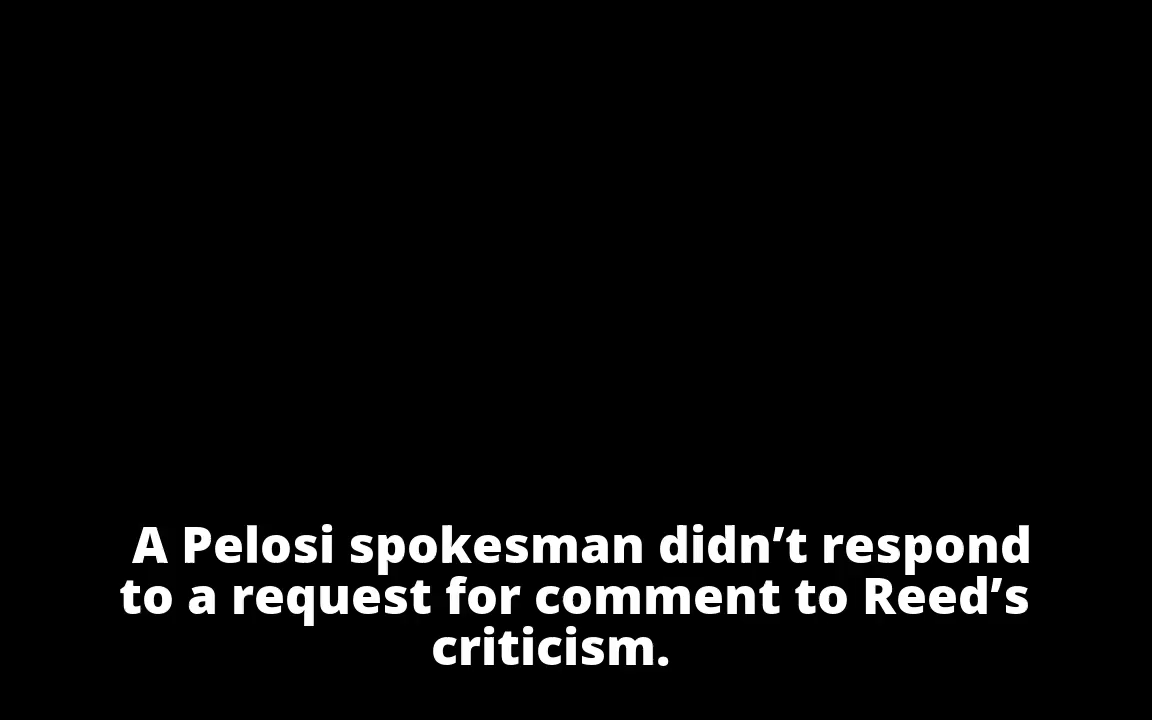 A Pelosi spokesman didn’t respond
to a request for comment to Reed’s
criticism.